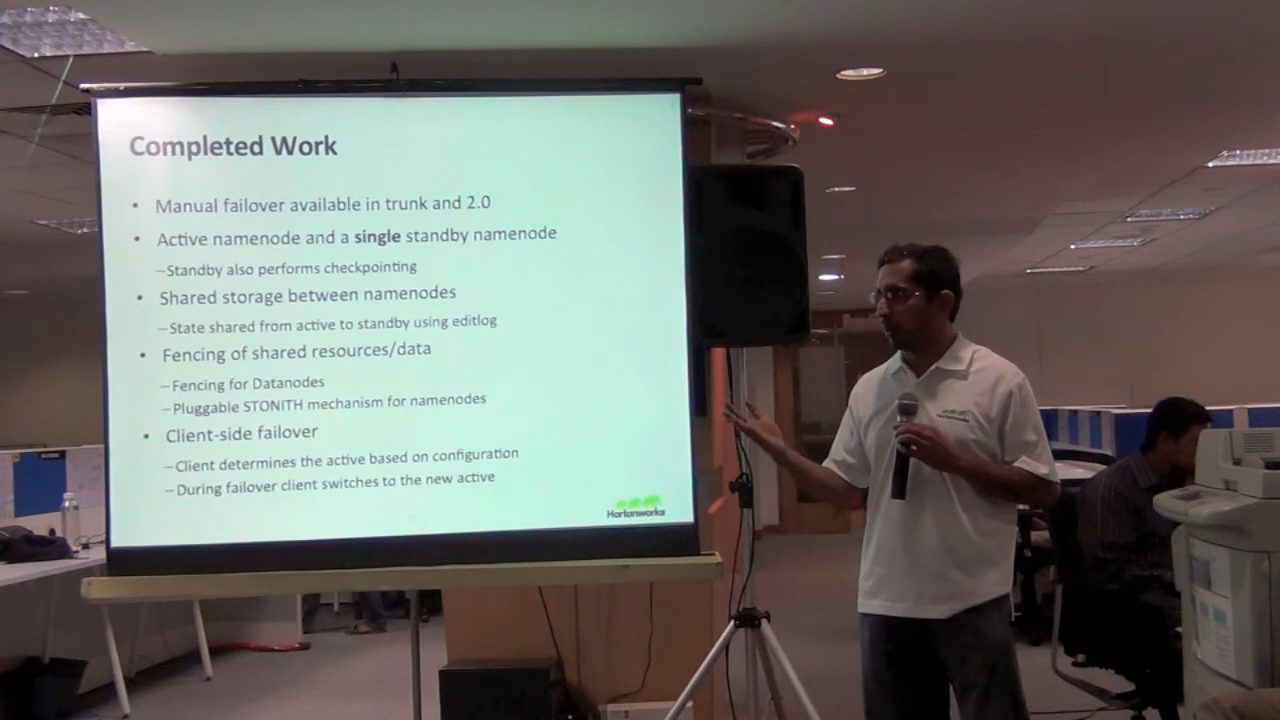 Completed Work
• Manual failover available in trunk and 2.0
• Active namenode and a single standby namenode
–Standby also performs checkpointing
• Shared storage between namenodes
–State shared from active to standby using editlog
• Fencing of shared resources/data
–Fencing for Datanodes
–Pluggable STONITH mechanism for namenodes
• Client-side failover
–Client determines the active based on configuration
–During failover client switches to the new active
Hortonworks
Hortonworks